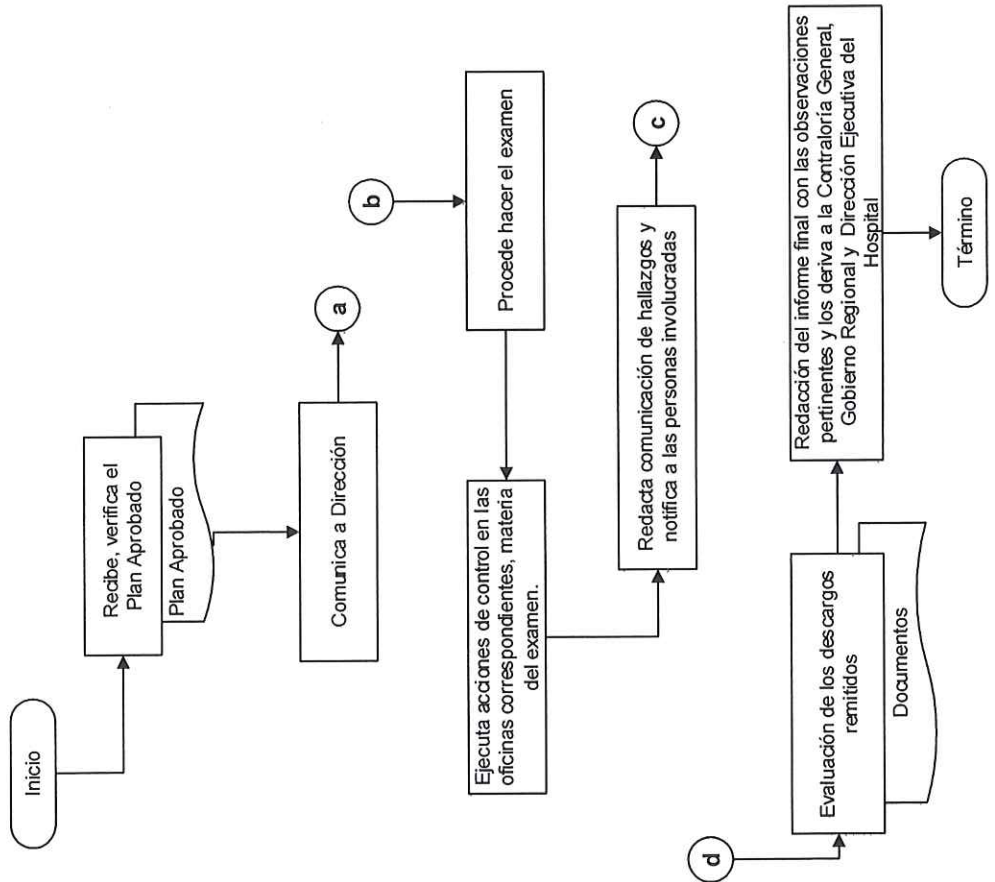 Inicio
Recibe, verifica el
Plan Aprobado
Plan Aprobado
Comunica a Dirección
a
b
Procede hacer el examen
Ejecuta acciones de control en las
oficinas correspondientes, materia
del examen.
Redacta comunicación de hallazgos y
notifica a las personas involucradas
c
d
Evaluación de los descargos
remitidos
Documentos
Redacción del informe final con las observaciones
pertinentes y los deriva a la Contraloría General,
Gobierno Regional y Dirección Ejecutiva del
Hospital
Término